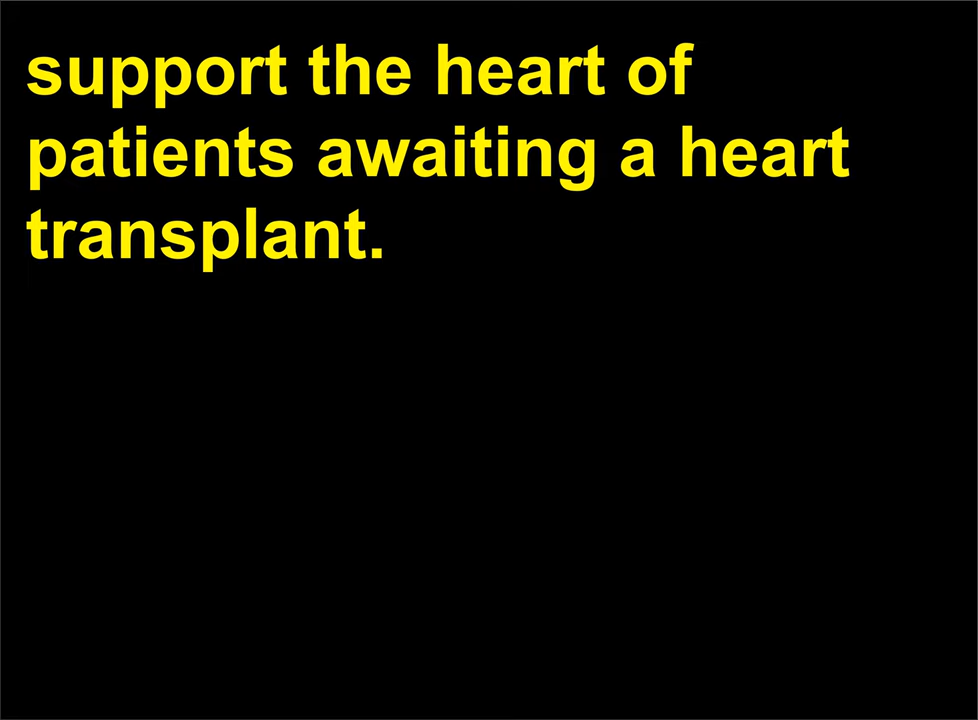 support the heart of
patients awaiting a heart
transplant.